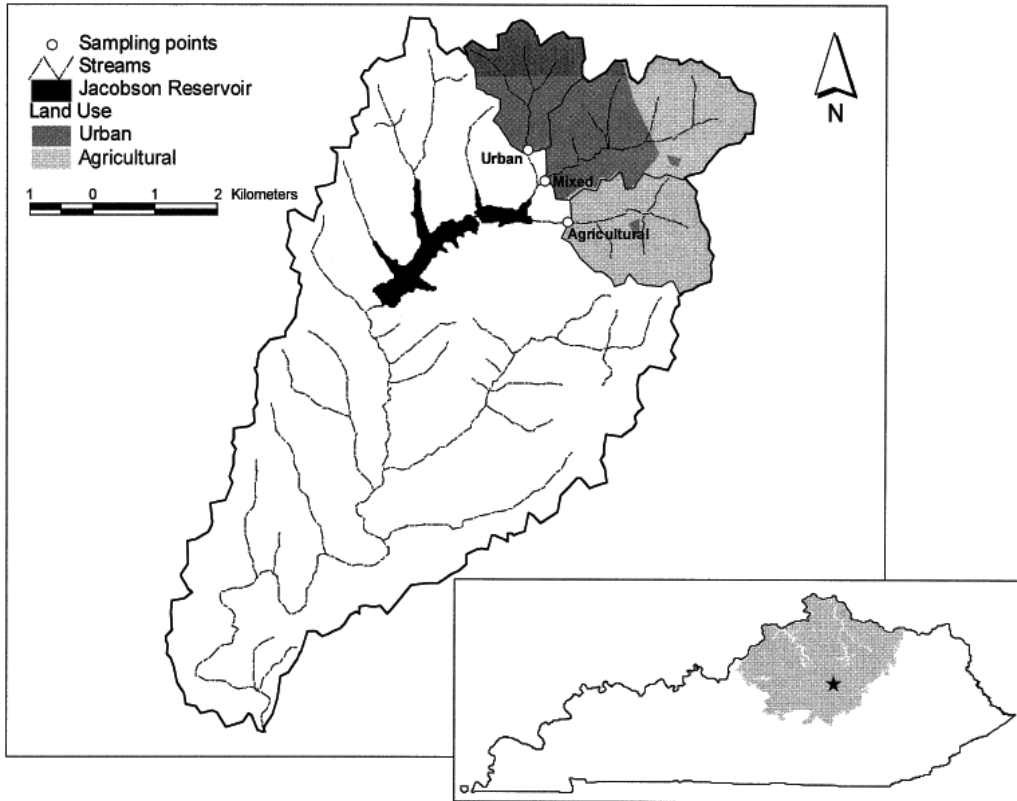 Sampling points
Streams
Jacobson Reservoir
Land Use
Urban
Agricultural
1 0 1 2 Kilometers
N
Urban
Mixed
Agricultural